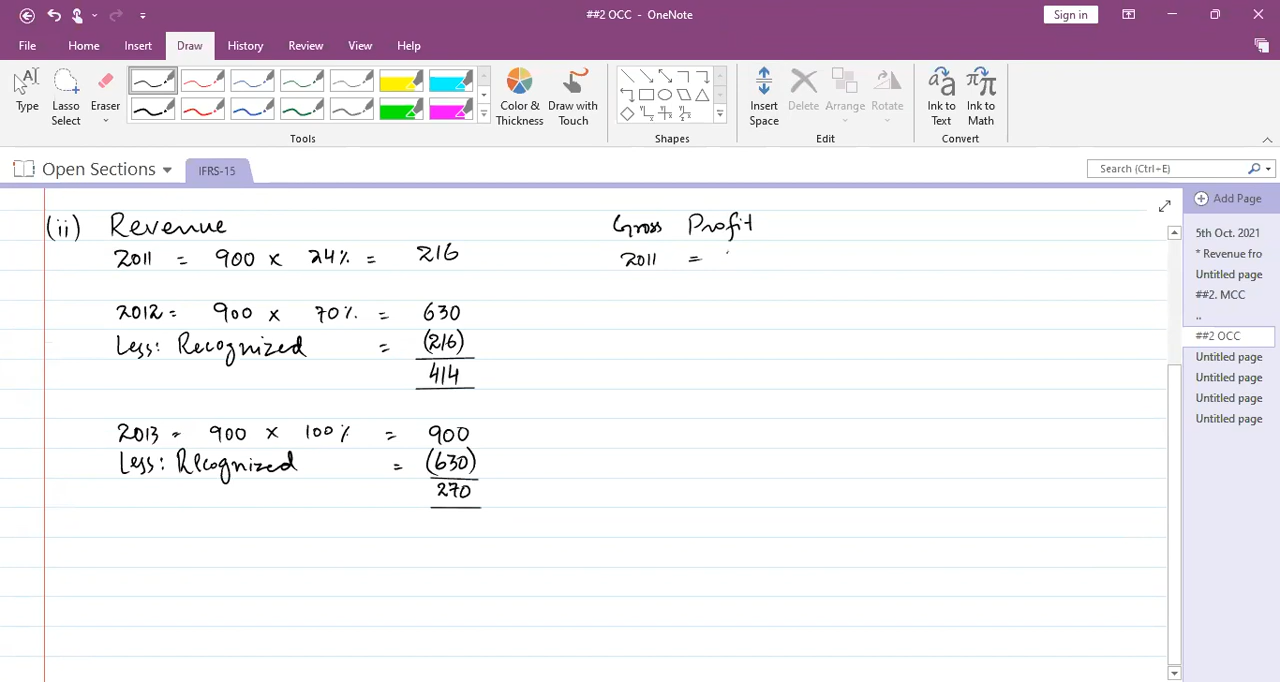 ##2 OCC - OneNote
Sign in
File Home Insert Draw History Review View Help
Type
Lasso Select
Eraser
Color & Thickness
Draw with Touch
Insert Space
Delete
Arrange
Rotate
Ink to Text
Ink to Math
Tools
Shapes
Edit
Convert
Open Sections
IFRS-15
Search (Ctrl+E)
Add Page
5th Oct. 2021
* Revenue fro
Untitled page
##2. MCC
..
##2 OCC
Untitled page
Untitled page
Untitled page
Untitled page
(ii) Revenue
2011 = 900 x 24% = 216
2012 = 900 x 70% = 630
Less: Recognized = (216)
414
2013 = 900 x 100% = 900
Less: Recognized = (630)
270
Gross Profit
2011 =